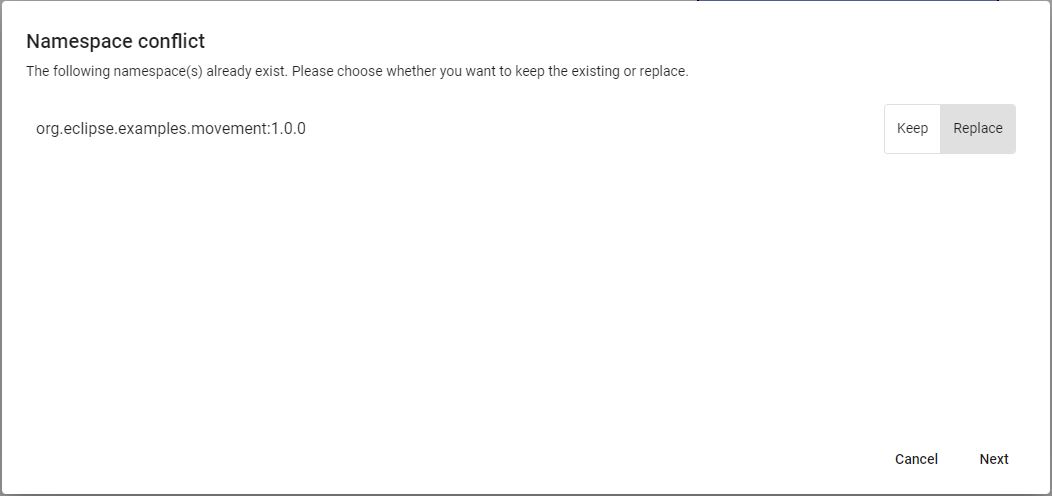 Namespace conflict
The following namespace(s) already exist. Please choose whether you want to keep the existing or replace.
org.eclipse.examples.movement:1.0.0
Keep
Replace
Cancel
Next